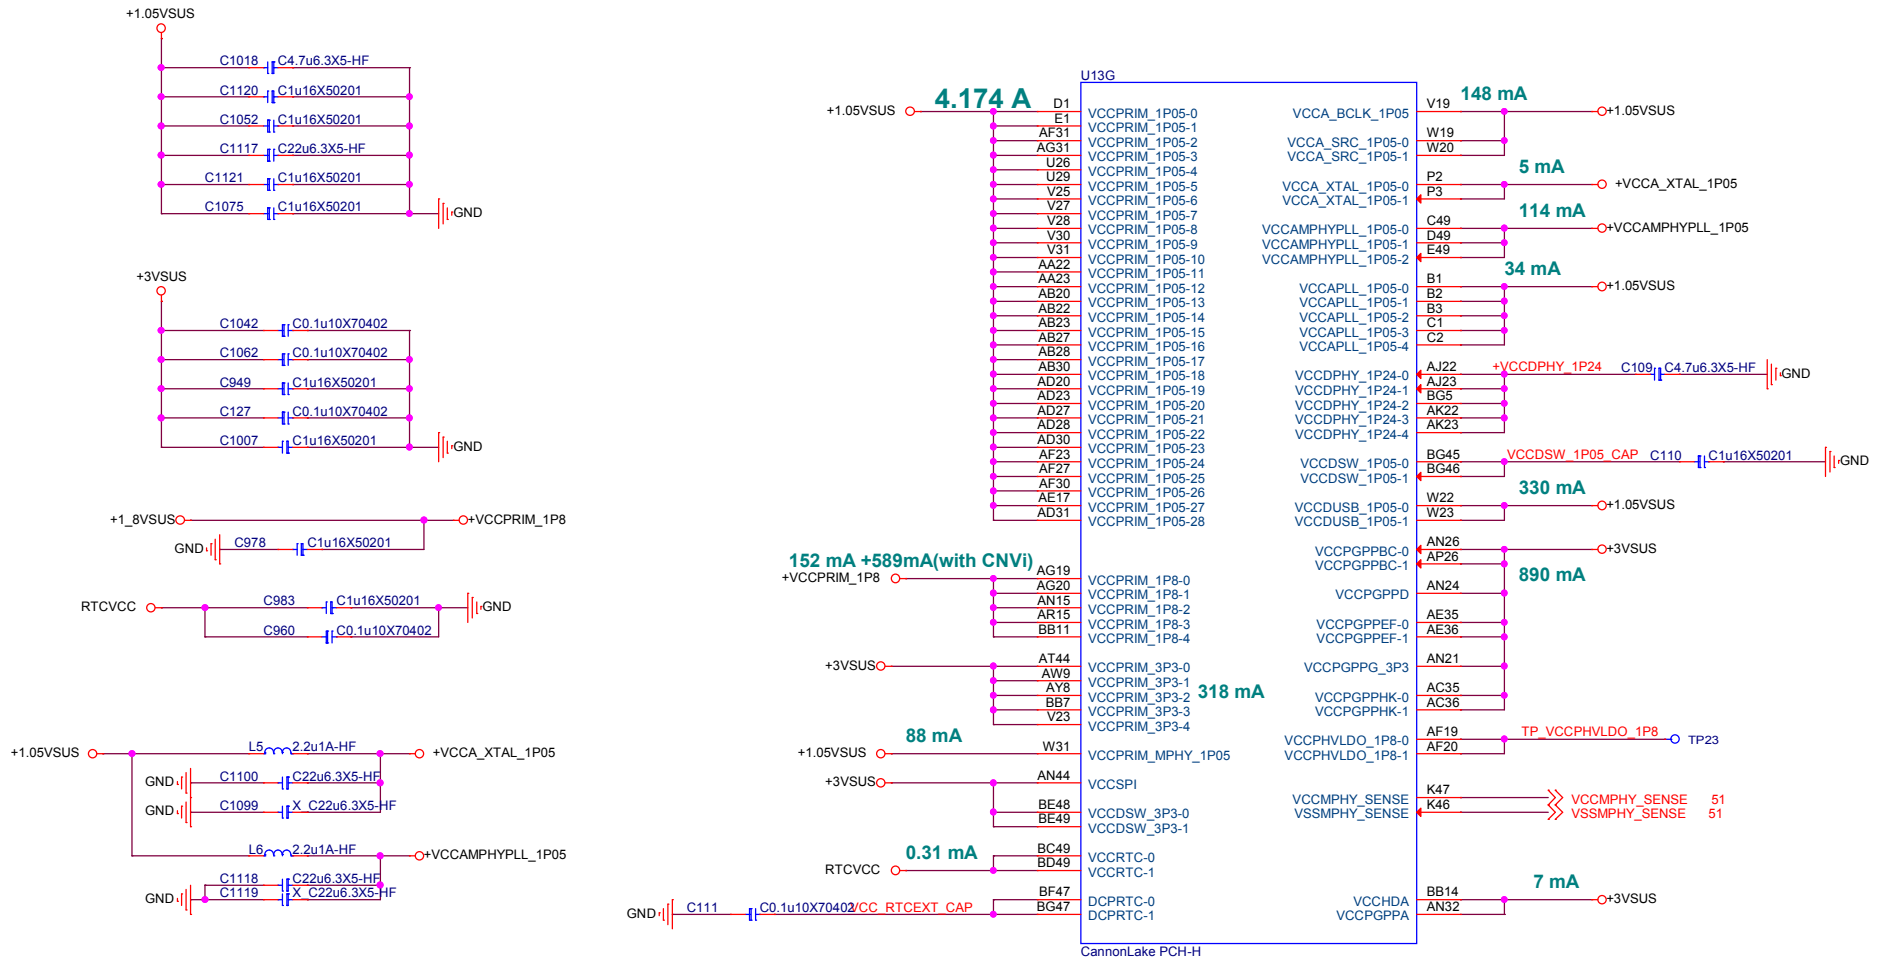 +1.05VSUS
C1018 C4.7u6.3X5-HF
C1120 C1u16X50201
C1052 C1u16X50201
C1117 C22u6.3X5-HF
C1121 C1u16X50201
C1075 C1u16X50201
GND
+3VSUS
C1042 C0.1u10X70402
C1062 C0.1u10X70402
C949 C1u16X50201
C127 C0.1u10X70402
C1007 C1u16X50201
GND
+1_8VSUS +VCCPRIM_1P8
GND C978 C1u16X50201
RTCVCC C983 C1u16X50201 GND
C960 C0.1u10X70402
+1.05VSUS L5 2.2u1A-HF +VCCA_XTAL_1P05
GND C1100 C22u6.3X5-HF
GND C1099 X_C22u6.3X5-HF
L6 2.2u1A-HF +VCCAMPHYPLL_1P05
C1118 C22u6.3X5-HF
GND C1119 X_C22u6.3X5-HF
U13G
+1.05VSUS 4.174 A
D1 VCCPRIM_1P05-0
E1 VCCPRIM_1P05-1
AF31 VCCPRIM_1P05-2
AG31 VCCPRIM_1P05-3
U26 VCCPRIM_1P05-4
U29 VCCPRIM_1P05-5
V25 VCCPRIM_1P05-6
V27 VCCPRIM_1P05-7
V28 VCCPRIM_1P05-8
V30 VCCPRIM_1P05-9
V31 VCCPRIM_1P05-10
AA22 VCCPRIM_1P05-11
AA23 VCCPRIM_1P05-12
AB20 VCCPRIM_1P05-13
AB22 VCCPRIM_1P05-14
AB23 VCCPRIM_1P05-15
AB27 VCCPRIM_1P05-16
AB28 VCCPRIM_1P05-17
AB30 VCCPRIM_1P05-18
AD20 VCCPRIM_1P05-19
AD23 VCCPRIM_1P05-20
AD27 VCCPRIM_1P05-21
AD28 VCCPRIM_1P05-22
AD30 VCCPRIM_1P05-23
AF23 VCCPRIM_1P05-24
AF27 VCCPRIM_1P05-25
AF30 VCCPRIM_1P05-26
AE17 VCCPRIM_1P05-27
AD31 VCCPRIM_1P05-28
152 mA +589mA(with CNVi)
+VCCPRIM_1P8
AG19 VCCPRIM_1P8-0
AG20 VCCPRIM_1P8-1
AN15 VCCPRIM_1P8-2
AR15 VCCPRIM_1P8-3
BB11 VCCPRIM_1P8-4
+3VSUS
AT44 VCCPRIM_3P3-0
AW9 VCCPRIM_3P3-1
AY8 VCCPRIM_3P3-2 318 mA
BB7 VCCPRIM_3P3-3
V23 VCCPRIM_3P3-4
88 mA
+1.05VSUS W31 VCCPRIM_MPHY_1P05
+3VSUS AN44 VCCSPI
BE48 VCCDSW_3P3-0
BE49 VCCDSW_3P3-1
0.31 mA
RTCVCC
BC49 VCCRTC-0
BD49 VCCRTC-1
BF47 DCPRTC-0
GND C111 C0.1u10X70402 VCC_RTCEXT_CAP BG47 DCPRTC-1
148 mA
VCCA_BCLK_1P05 V19 +1.05VSUS
VCCA_SRC_1P05-0 W19
VCCA_SRC_1P05-1 W20
5 mA
VCCA_XTAL_1P05-0 P2 +VCCA_XTAL_1P05
VCCA_XTAL_1P05-1 P3
114 mA
VCCAMPHYPLL_1P05-0 C49 +VCCAMPHYPLL_1P05
VCCAMPHYPLL_1P05-1 D49
VCCAMPHYPLL_1P05-2 E49
34 mA
VCCAPLL_1P05-0 B1 +1.05VSUS
VCCAPLL_1P05-1 B2
VCCAPLL_1P05-2 B3
VCCAPLL_1P05-3 C1
VCCAPLL_1P05-4 C2
VCCDPHY_1P24-0 AJ22 +VCCDPHY_1P24 C109 C4.7u6.3X5-HF GND
VCCDPHY_1P24-1 AJ23
VCCDPHY_1P24-2 BG5
VCCDPHY_1P24-3 AK22
VCCDPHY_1P24-4 AK23
VCCDSW_1P05-0 BG45 VCCDSW_1P05_CAP C110 C1u16X50201 GND
VCCDSW_1P05-1 BG46
330 mA
VCCDUSB_1P05-0 W22 +1.05VSUS
VCCDUSB_1P05-1 W23
VCCPGPPBC-0 AN26 +3VSUS
VCCPGPPBC-1 AP26
890 mA
VCCPGPPD AN24
VCCPGPPEF-0 AE35
VCCPGPPEF-1 AE36
VCCPGPPG_3P3 AN21
VCCPGPPHK-0 AC35
VCCPGPPHK-1 AC36
VCCPHVLDO_1P8-0 AF19 TP_VCCPHVLDO_1P8 TP23
VCCPHVLDO_1P8-1 AF20
VCCMPHY_SENSE K47 VCCMPHY_SENSE 51
VSSMPHY_SENSE K46 VSSMPHY_SENSE 51
7 mA
VCCHDA BB14 +3VSUS
VCCPGPPA AN32
CannonLake PCH-H